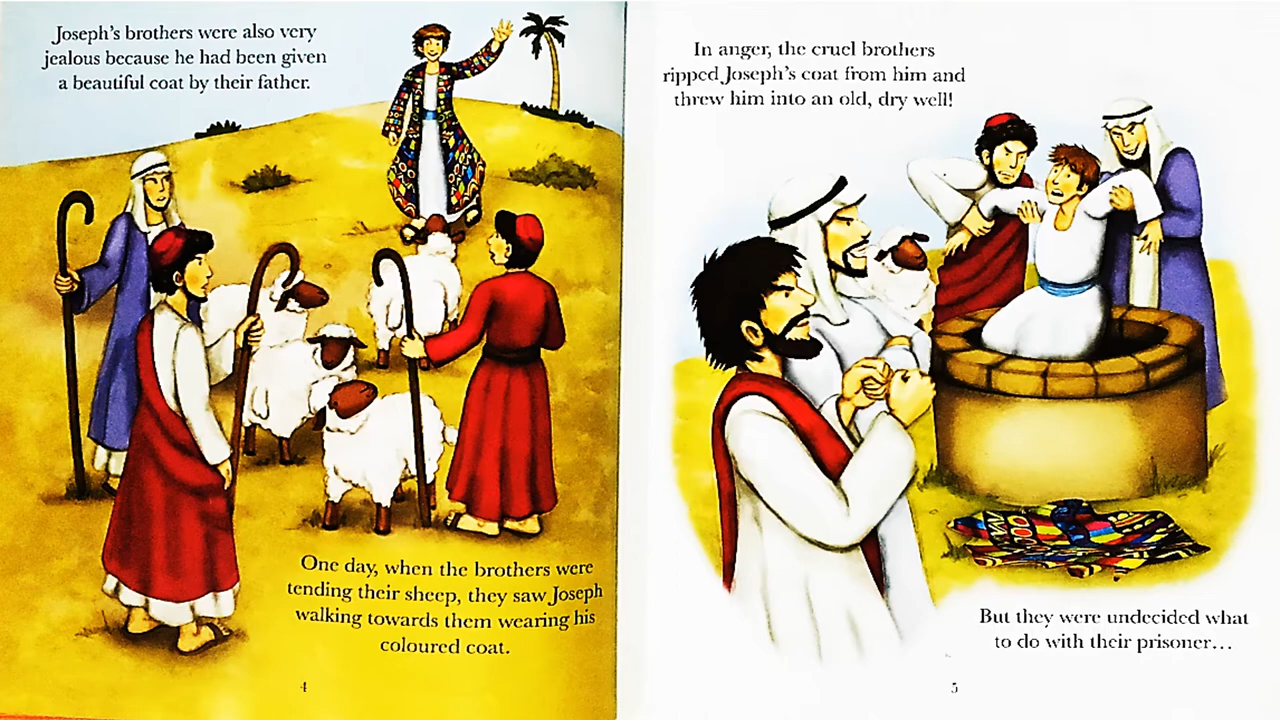 Joseph's brothers were also very
jealous because he had been given
a beautiful coat by their father.
One day, when the brothers were
tending their sheep, they saw Joseph
walking towards them wearing his
coloured coat.
4
In anger, the cruel brothers
ripped Joseph's coat from him and
threw him into an old, dry well!
But they were undecided what
to do with their prisoner...
5